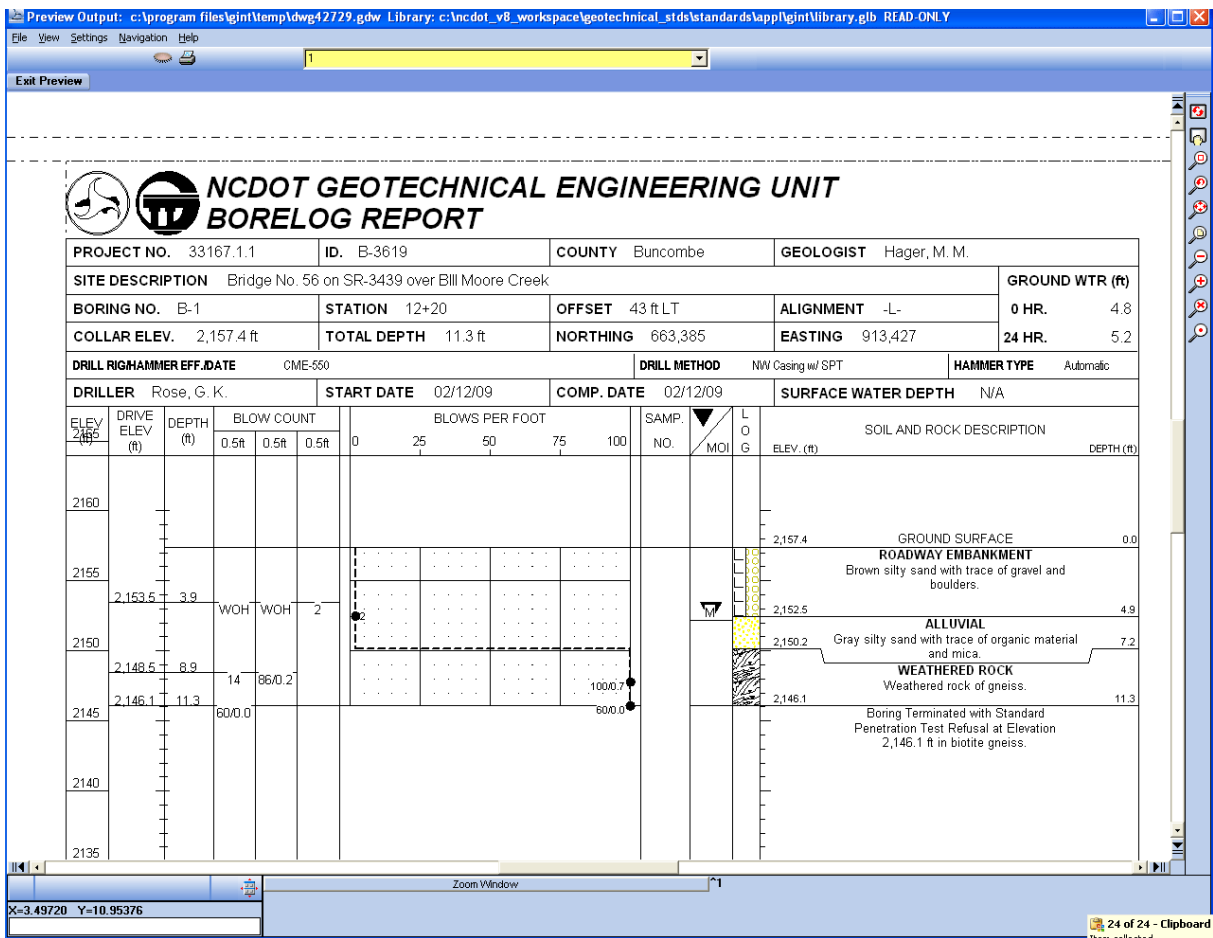 Preview Output: c:\program files\gint\temp\dwg42729.gdw Library: c:\ncdot_v8_workspace\geotechnical_stds\standards\appl\gint\library.glb READ-ONLY
File View Settings Navigation Help
1
Exit Preview
NCDOT GEOTECHNICAL ENGINEERING UNIT
BORELOG REPORT
PROJECT NO. 33167.1.1 ID. B-3619 COUNTY Buncombe GEOLOGIST Hager, M. M.
SITE DESCRIPTION Bridge No. 56 on SR-3439 over BIll Moore Creek GROUND WTR (ft)
BORING NO. B-1 STATION 12+20 OFFSET 43 ft LT ALIGNMENT -L- 0 HR. 4.8
COLLAR ELEV. 2,157.4 ft TOTAL DEPTH 11.3 ft NORTHING 663,385 EASTING 913,427 24 HR. 5.2
DRILL RIG/HAMMER EFF./DATE CME-550 DRILL METHOD NW Casing w/ SPT HAMMER TYPE Automatic
DRILLER Rose, G. K. START DATE 02/12/09 COMP. DATE 02/12/09 SURFACE WATER DEPTH N/A
ELEV (ft) DRIVE ELEV (ft) DEPTH (ft) BLOW COUNT BLOWS PER FOOT SAMP. NO. MOI LOG SOIL AND ROCK DESCRIPTION
2165 0.5ft 0.5ft 0.5ft 0 25 50 75 100 ELEV. (ft) DEPTH (ft)
2160
2,157.4 GROUND SURFACE 0.0
ROADWAY EMBANKMENT
2155 Brown silty sand with trace of gravel and
boulders.
2,153.5 3.9
WOH WOH 2 2 M 2,152.5 4.9
ALLUVIAL
2150 2,150.2 Gray silty sand with trace of organic material 7.2
and mica.
2,148.5 8.9 WEATHERED ROCK
14 86/0.2 100/0.7 Weathered rock of gneiss.
2,146.1 11.3 2,146.1 11.3
2145 60/0.0 60/0.0 Boring Terminated with Standard
Penetration Test Refusal at Elevation
2,146.1 ft in biotite gneiss.
2140
2135
Zoom Window ^1
X=3.49720 Y=10.95376
24 of 24 - Clipboard